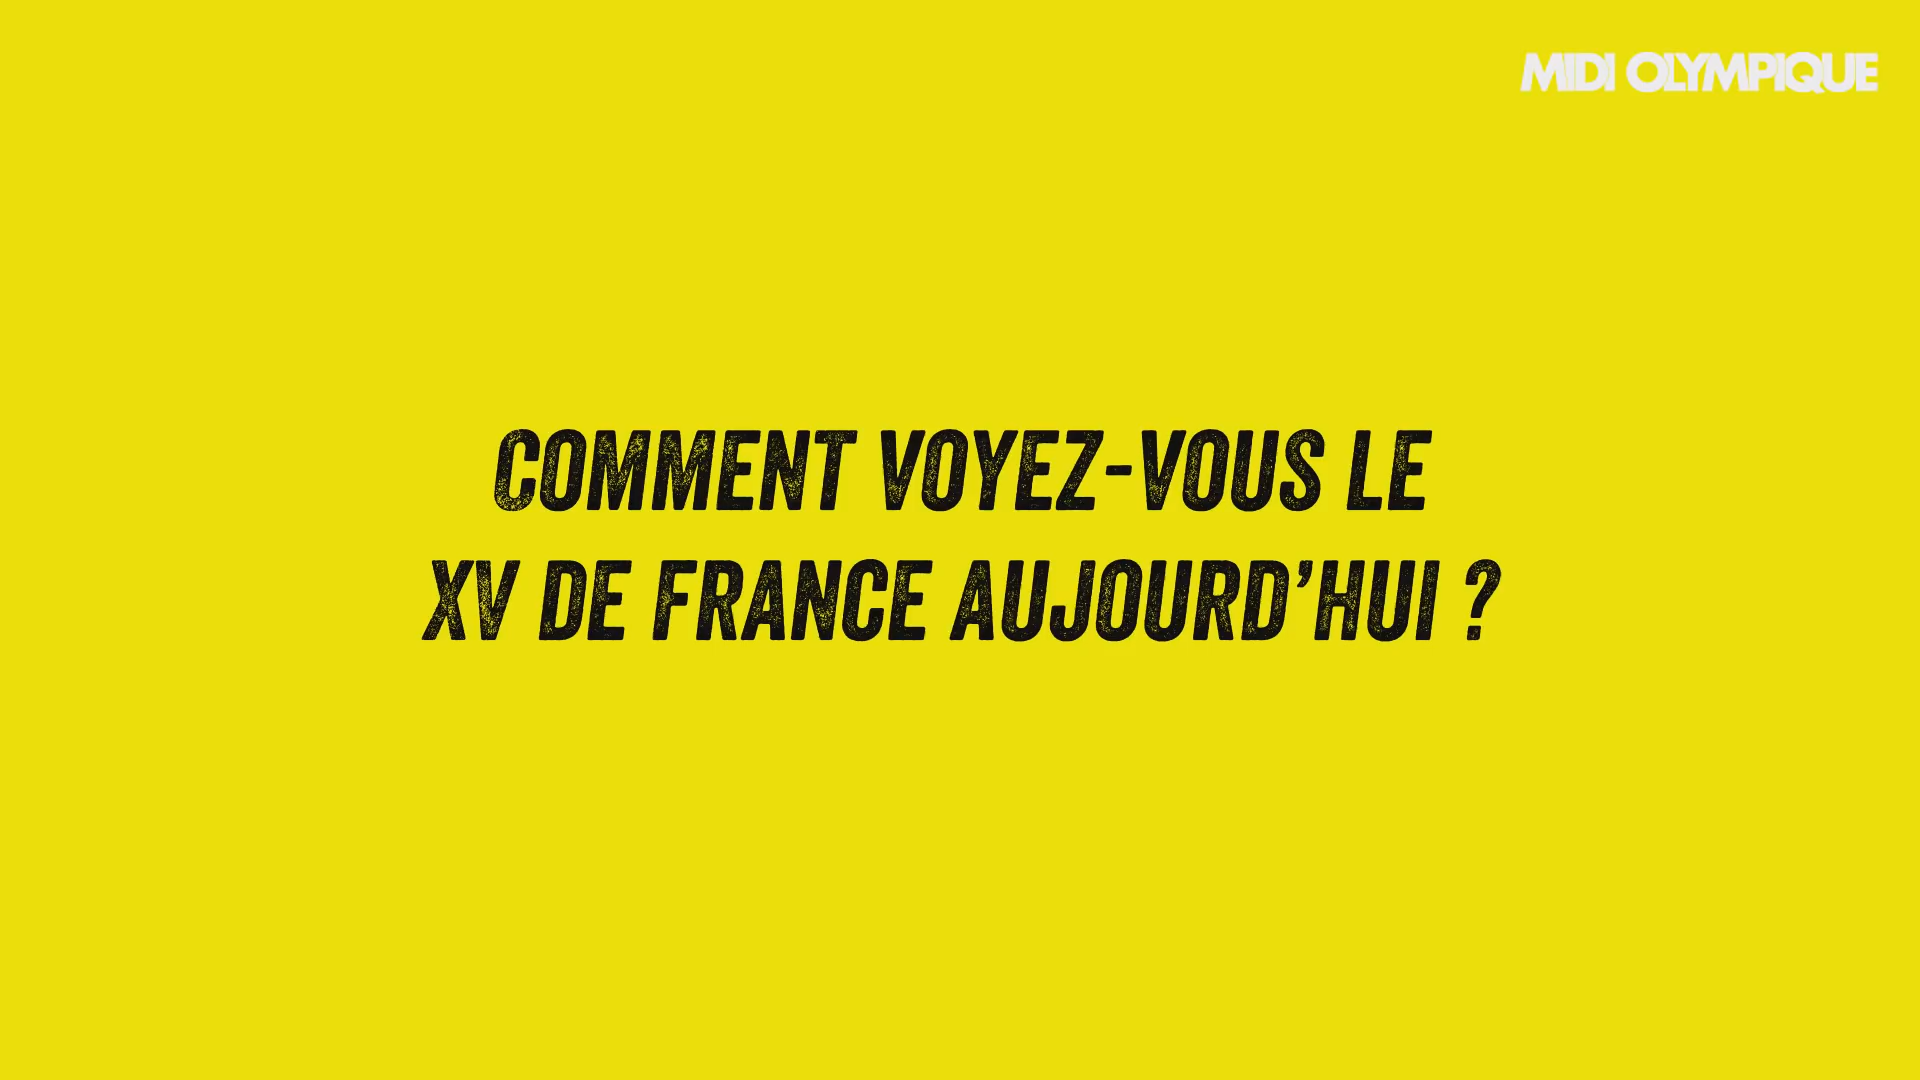 MIDI OLYMPIQUE
COMMENT VOYEZ-VOUS LE
XV DE FRANCE AUJOURD’HUI ?